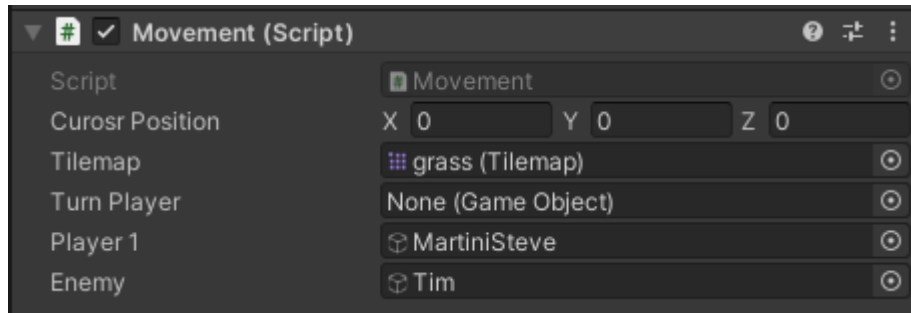 # Movement (Script)
Script # Movement
Curosr Position X 0 Y 0 Z 0
Tilemap grass (Tilemap)
Turn Player None (Game Object)
Player 1 MartiniSteve
Enemy Tim